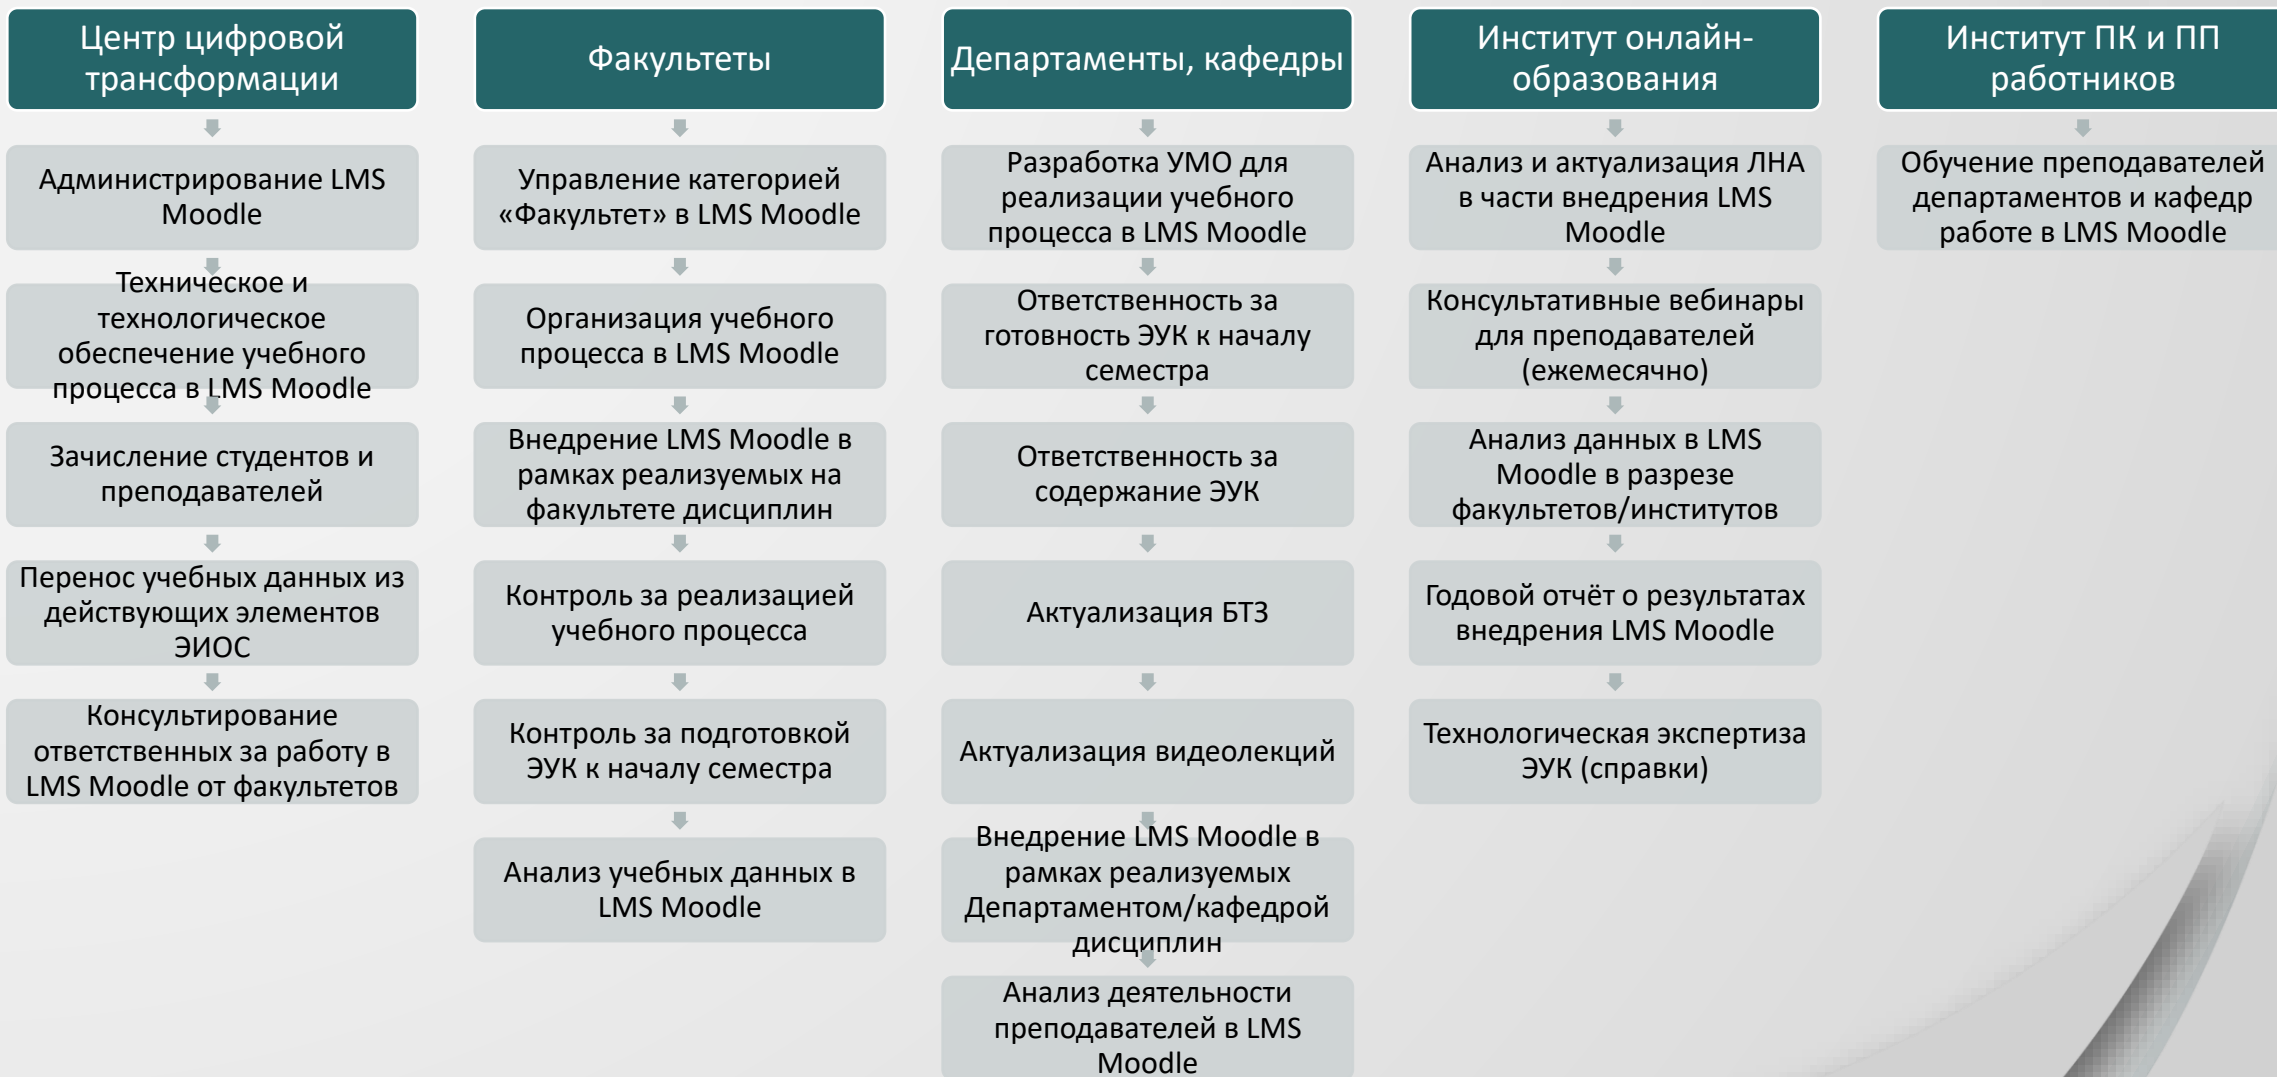 Центр цифровой
трансформации
Администрирование LMS
Moodle
Техническое и
технологическое
обеспечение учебного
процесса в LMS Moodle
Зачисление студентов и
преподавателей
Перенос учебных данных из
действующих элементов
ЭИОС
Консультирование
ответственных за работу в
LMS Moodle от факультетов
Факультеты
Управление категорией
«Факультет» в LMS Moodle
Организация учебного
процесса в LMS Moodle
Внедрение LMS Moodle в
рамках реализуемых на
факультете дисциплин
Контроль за реализацией
учебного процесса
Контроль за подготовкой
ЭУК к началу семестра
Анализ учебных данных в
LMS Moodle
Департаменты, кафедры
Разработка УМО для
реализации учебного
процесса в LMS Moodle
Ответственность за
готовность ЭУК к началу
семестра
Ответственность за
содержание ЭУК
Актуализация БТЗ
Актуализация видеолекций
Внедрение LMS Moodle в
рамках реализуемых
Департаментом/кафедрой
дисциплин
Анализ деятельности
преподавателей в LMS
Moodle
Институт онлайн-
образования
Анализ и актуализация ЛНА
в части внедрения LMS
Moodle
Консультативные вебинары
для преподавателей
(ежемесячно)
Анализ данных в LMS
Moodle в разрезе
факультетов/институтов
Годовой отчёт о результатах
внедрения LMS Moodle
Технологическая экспертиза
ЭУК (справки)
Институт ПК и ПП
работников
Обучение преподавателей
департаментов и кафедр
работе в LMS Moodle